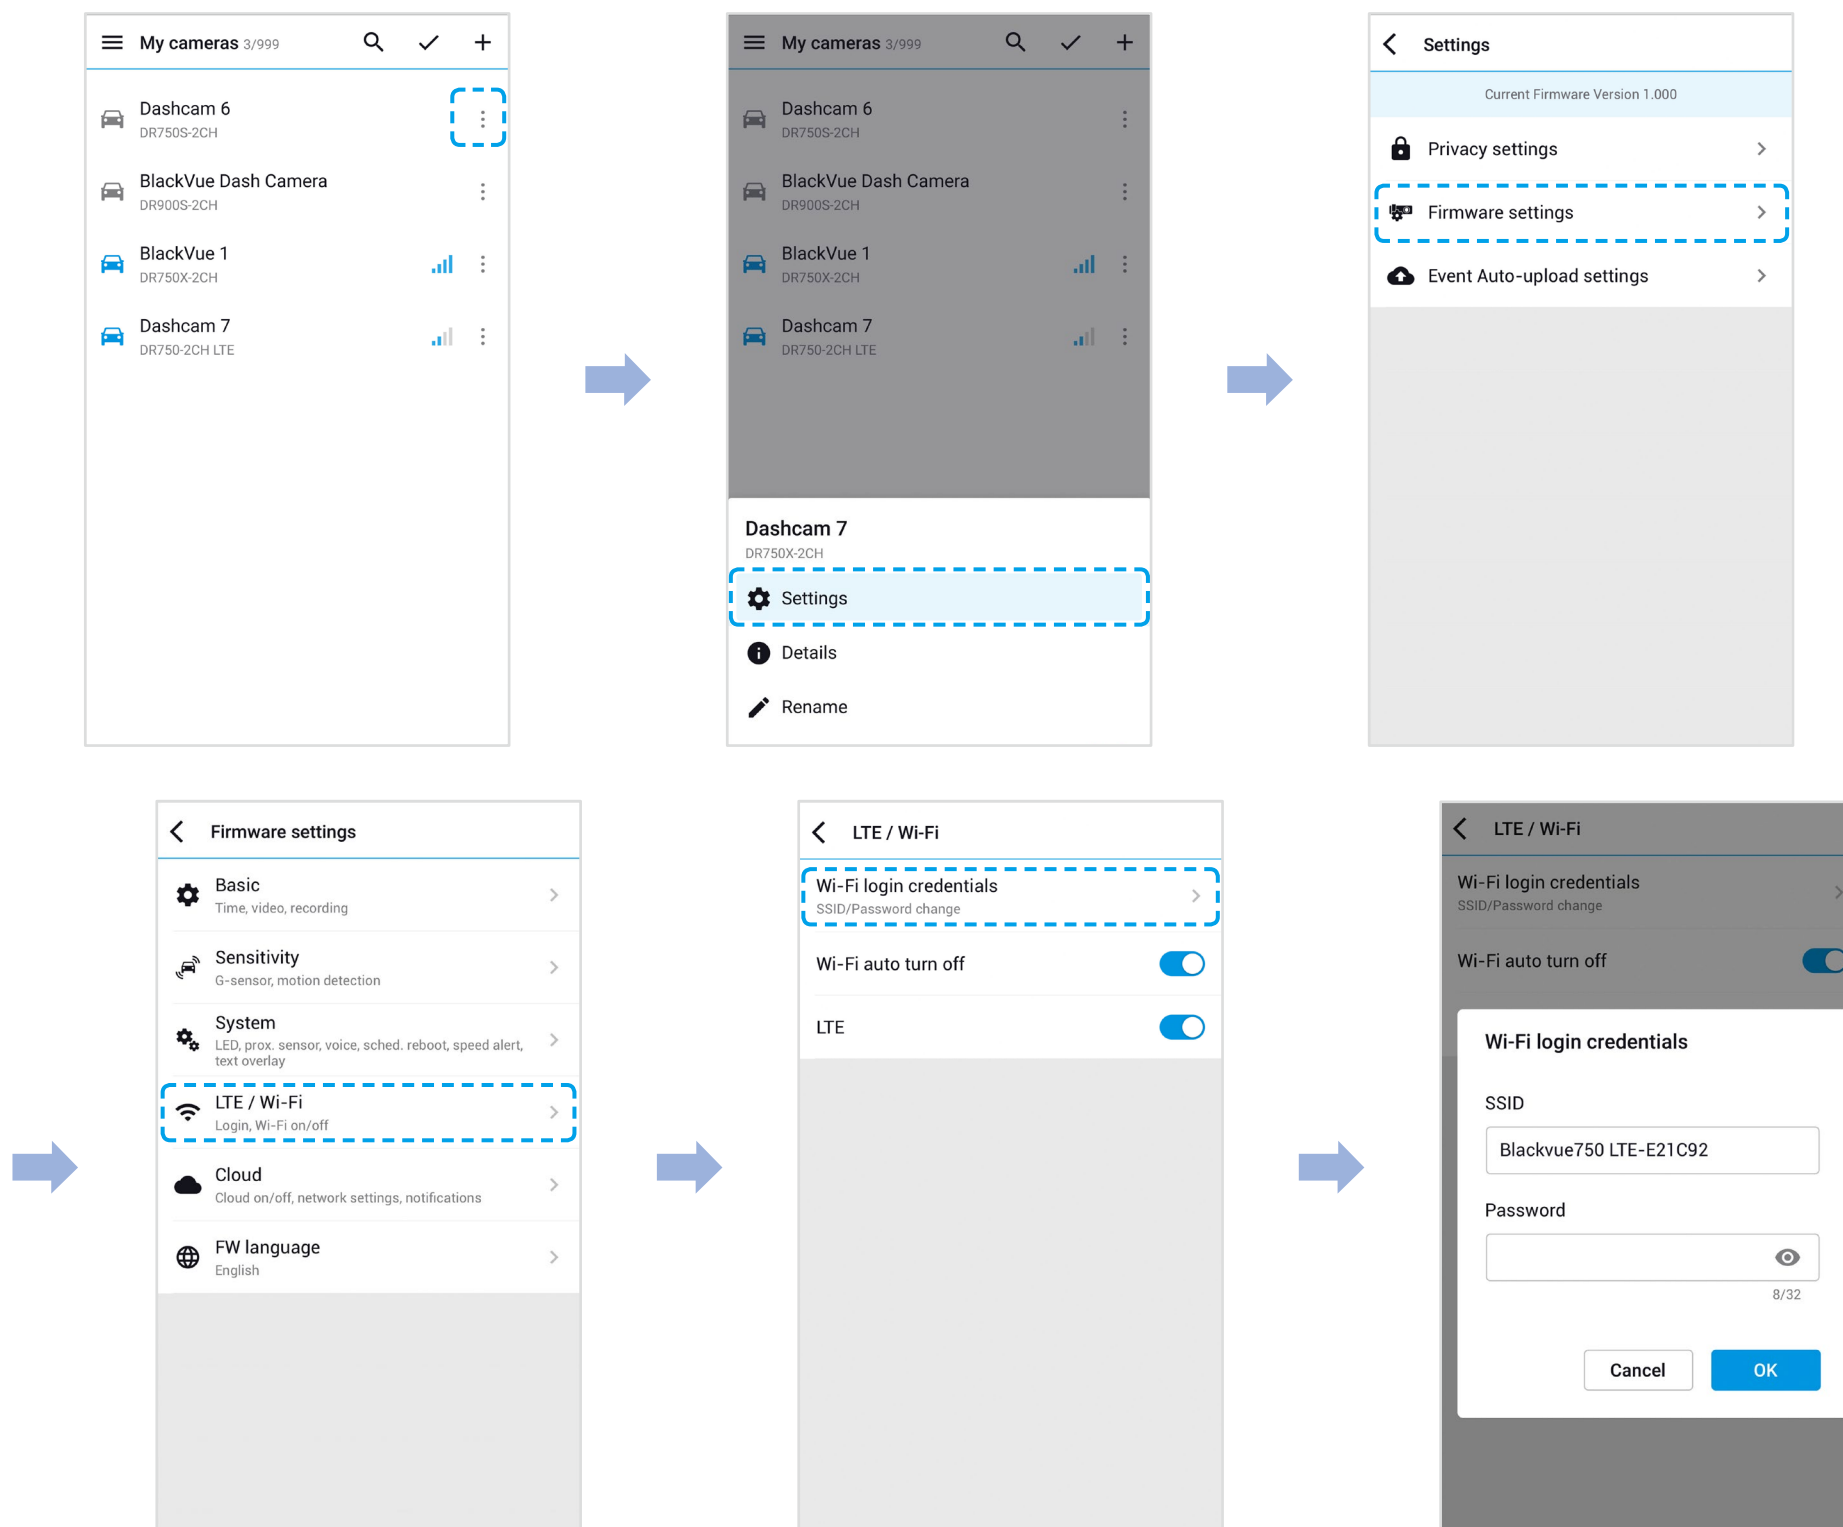 My cameras 3/999
Dashcam 6
DR750S-2CH
BlackVue Dash Camera
DR900S-2CH
BlackVue 1
DR750X-2CH
Dashcam 7
DR750-2CH LTE
My cameras 3/999
Dashcam 6
DR750S-2CH
BlackVue Dash Camera
DR900S-2CH
BlackVue 1
DR750X-2CH
Dashcam 7
DR750-2CH LTE
Dashcam 7
DR750X-2CH
Settings
Details
Rename
Settings
Current Firmware Version 1.000
Privacy settings
Firmware settings
Event Auto-upload settings
Firmware settings
Basic
Time, video, recording
Sensitivity
G-sensor, motion detection
System
LED, prox. sensor, voice, sched. reboot, speed alert,
text overlay
LTE / Wi-Fi
Login, Wi-Fi on/off
Cloud
Cloud on/off, network settings, notifications
FW language
English
LTE / Wi-Fi
Wi-Fi login credentials
SSID/Password change
Wi-Fi auto turn off
LTE
LTE / Wi-Fi
Wi-Fi login credentials
SSID/Password change
Wi-Fi auto turn off
Wi-Fi login credentials
SSID
Blackvue750 LTE-E21C92
Password
8/32
Cancel
OK